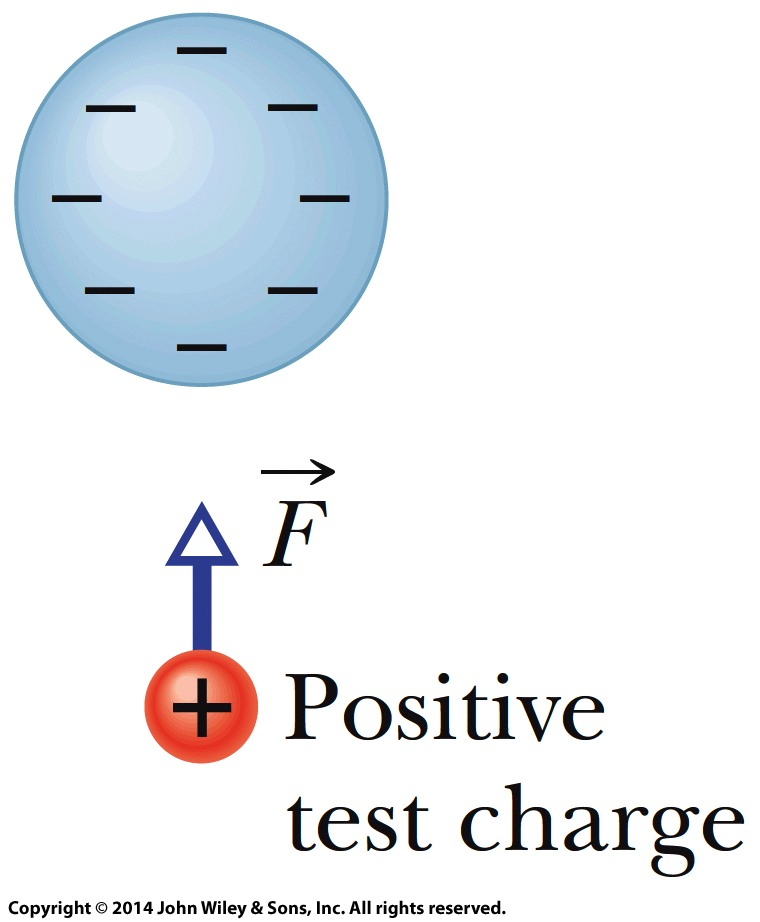 F
+ Positive
test charge
Copyright © 2014 John Wiley & Sons, Inc. All rights reserved.